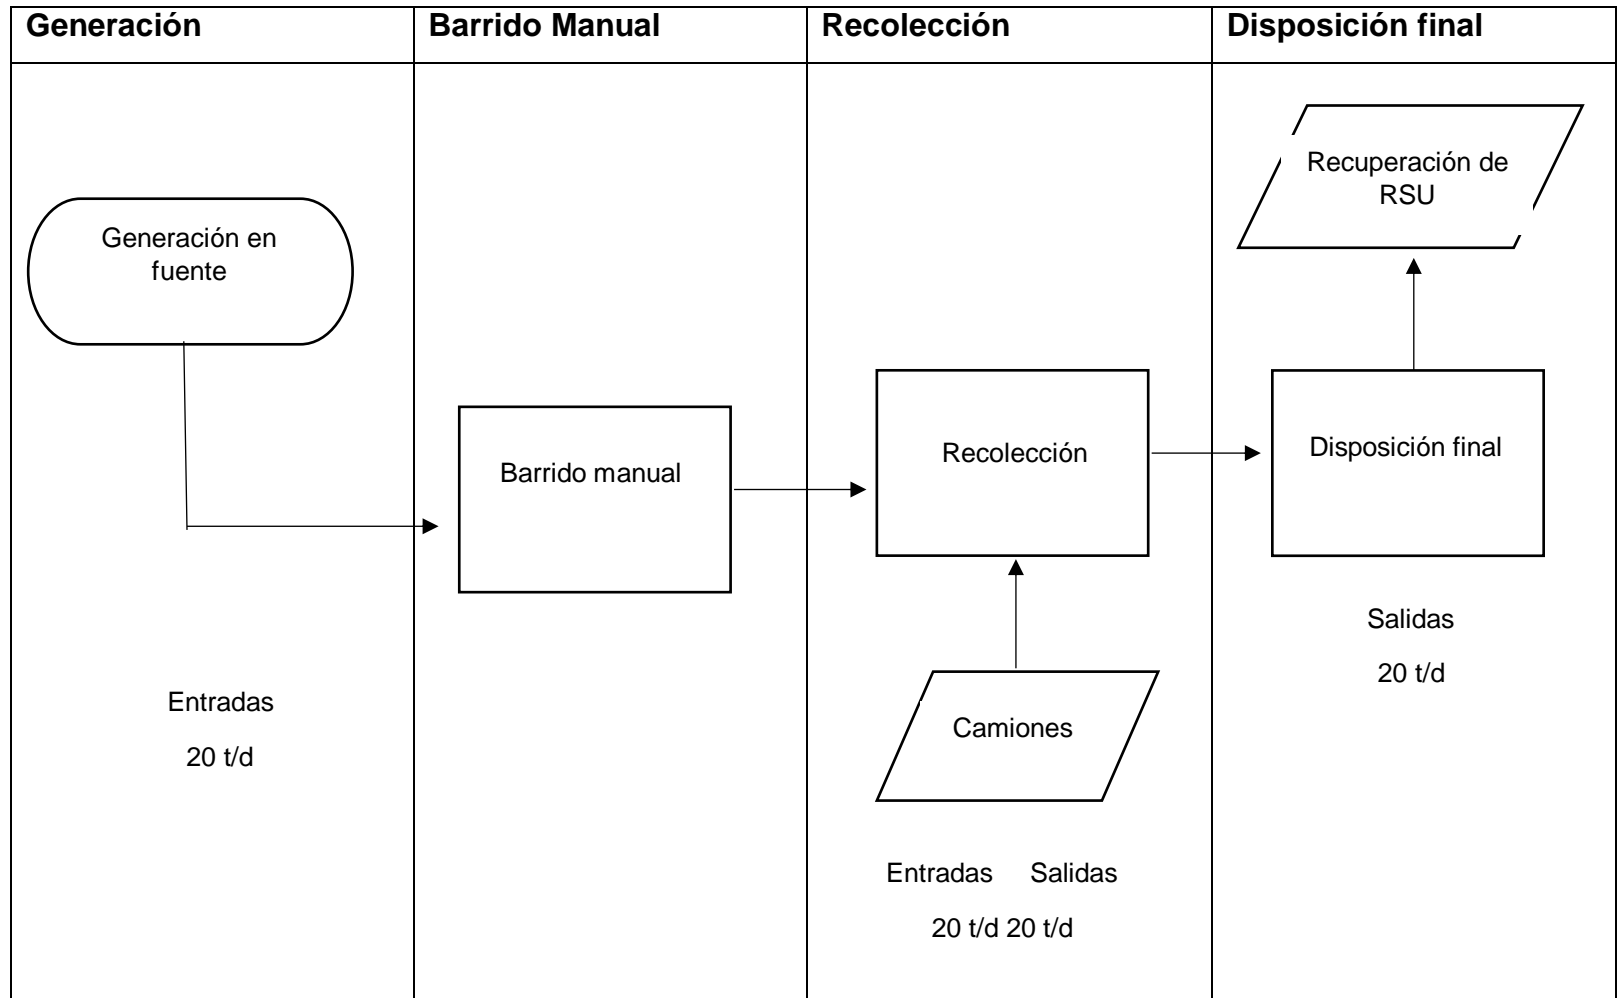 Generación
Barrido Manual
Recolección
Disposición final
Generación en
fuente
Entradas
20 t/d
Barrido manual
Recolección
Camiones
Entradas Salidas
20 t/d 20 t/d
Recuperación de
RSU
Disposición final
Salidas
20 t/d